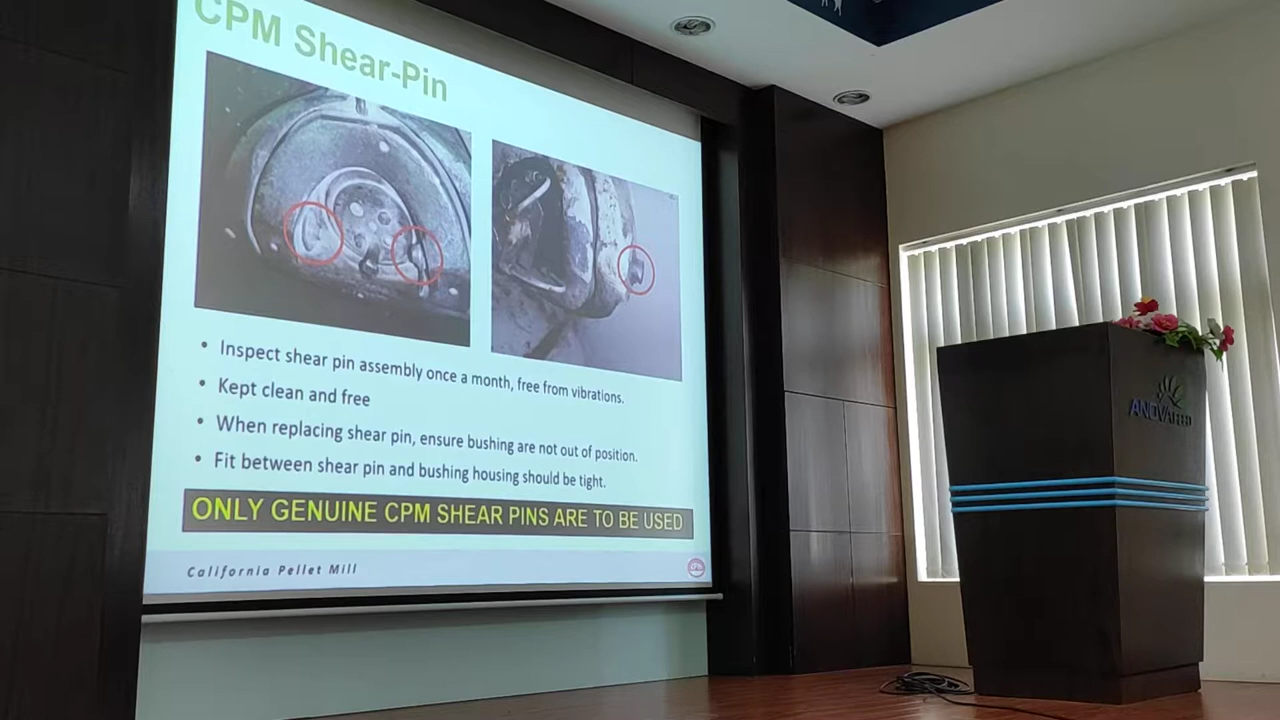 CPM Shear-Pin
• Inspect shear pin assembly once a month, free from vibrations.
• Kept clean and free
• When replacing shear pin, ensure bushing are not out of position.
• Fit between shear pin and bushing housing should be tight.
ONLY GENUINE CPM SHEAR PINS ARE TO BE USED
California Pellet Mill
CPM
ANOVAFEED